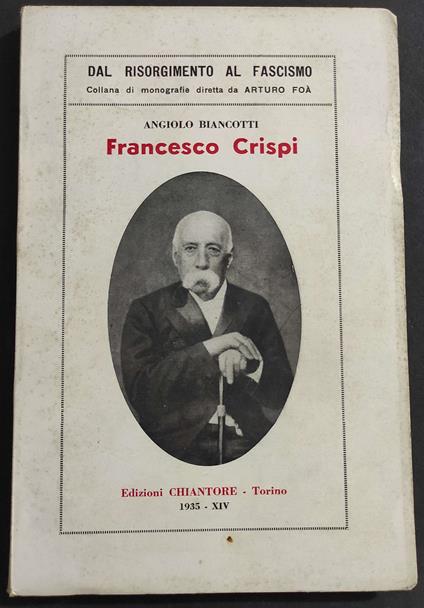 DAL RISORGIMENTO AL FASCISMO
Collana di monografie diretta da ARTURO FOÀ
ANGIOLO BIANCOTTI
Francesco Crispi
Edizioni CHIANTORE - Torino
1935 - XIV